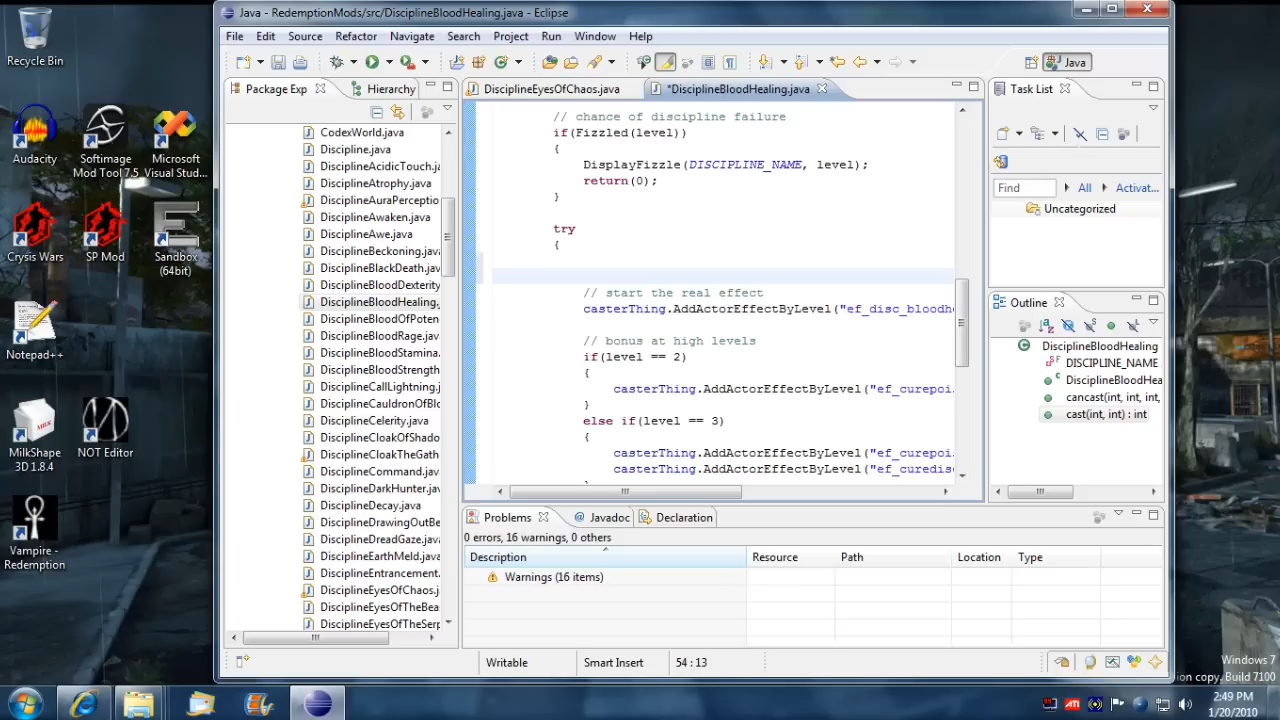 Java - RedemptionMods/src/DisciplineBloodHealing.java - Eclipse
File Edit Source Refactor Navigate Search Project Run Window Help
Java
Recycle Bin
Audacity
Softimage
Mod Tool 7.5
Microsoft
Visual Stud...
Crysis Wars
SP Mod
Sandbox
(64bit)
Notepad++
MilkShape
3D 1.8.4
NOT Editor
Vampire -
Redemption
Package Exp
Hierarchy
CodexWorld.java
Discipline.java
DisciplineAcidicTouch.j
DisciplineAtrophy.java
DisciplineAuraPerceptio
DisciplineAwaken.java
DisciplineAwe.java
DisciplineBeckoning.java
DisciplineBlackDeath.jav
DisciplineBloodDexterity
DisciplineBloodHealing.
DisciplineBloodOfPoten
DisciplineBloodRage.java
DisciplineBloodStamina.
DisciplineBloodStrength
DisciplineCallLightning.j
DisciplineCauldronOfBlo
DisciplineCelerity.java
DisciplineCloakOfShado
DisciplineCloakTheGath
DisciplineCommand.java
DisciplineDarkHunter.jav
DisciplineDecay.java
DisciplineDrawingOutBe
DisciplineDreadGaze.jav
DisciplineEarthMeld.java
DisciplineEntrancement.
DisciplineEyesOfChaos.j
DisciplineEyesOfTheBea
DisciplineEyesOfTheSerp
DisciplineEyesOfChaos.java
*DisciplineBloodHealing.java
// chance of discipline failure
if(Fizzled(level))
{
DisplayFizzle(DISCIPLINE_NAME, level);
return(0);
}
try
{
// start the real effect
casterThing.AddActorEffectByLevel("ef_disc_bloodh
// bonus at high levels
if(level == 2)
{
casterThing.AddActorEffectByLevel("ef_curepoi
}
else if(level == 3)
{
casterThing.AddActorEffectByLevel("ef_curepoi
casterThing.AddActorEffectByLevel("ef_curedis
}
Task List
Find
All
Activat...
Uncategorized
Outline
DisciplineBloodHealing
DISCIPLINE_NAME
DisciplineBloodHea
cancast(int, int, int,
cast(int, int) : int
Problems
@ Javadoc
Declaration
0 errors, 16 warnings, 0 others
Description Resource Path Location Type
Warnings (16 items)
Writable Smart Insert 54 : 13
Windows 7
ion copy. Build 7100
ATI
2:49 PM
1/20/2010